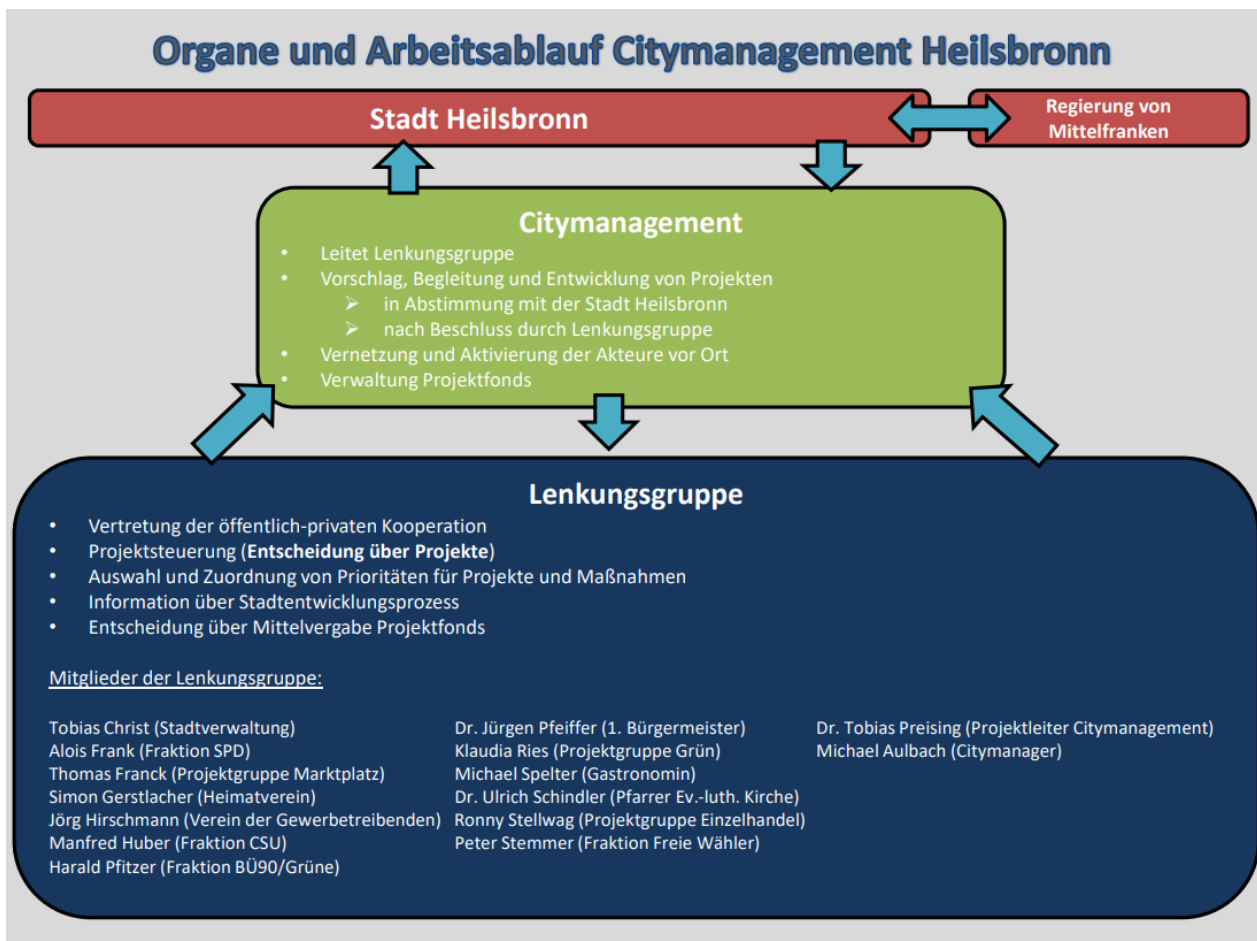 Organe und Arbeitsablauf Citymanagement Heilsbronn
Stadt Heilsbronn
Regierung von
Mittelfranken
Citymanagement
• Leitet Lenkungsgruppe
• Vorschlag, Begleitung und Entwicklung von Projekten
➢ in Abstimmung mit der Stadt Heilsbronn
➢ nach Beschluss durch Lenkungsgruppe
• Vernetzung und Aktivierung der Akteure vor Ort
• Verwaltung Projektfonds
Lenkungsgruppe
• Vertretung der öffentlich-privaten Kooperation
• Projektsteuerung (Entscheidung über Projekte)
• Auswahl und Zuordnung von Prioritäten für Projekte und Maßnahmen
• Information über Stadtentwicklungsprozess
• Entscheidung über Mittelvergabe Projektfonds
Mitglieder der Lenkungsgruppe:
Tobias Christ (Stadtverwaltung)
Alois Frank (Fraktion SPD)
Thomas Franck (Projektgruppe Marktplatz)
Simon Gerstlacher (Heimatverein)
Jörg Hirschmann (Verein der Gewerbetreibenden)
Manfred Huber (Fraktion CSU)
Harald Pfitzer (Fraktion BÜ90/Grüne)
Dr. Jürgen Pfeiffer (1. Bürgermeister)
Klaudia Ries (Projektgruppe Grün)
Michael Spelter (Gastronomin)
Dr. Ulrich Schindler (Pfarrer Ev.-luth. Kirche)
Ronny Stellwag (Projektgruppe Einzelhandel)
Peter Stemmer (Fraktion Freie Wähler)
Dr. Tobias Preising (Projektleiter Citymanagement)
Michael Aulbach (Citymanager)